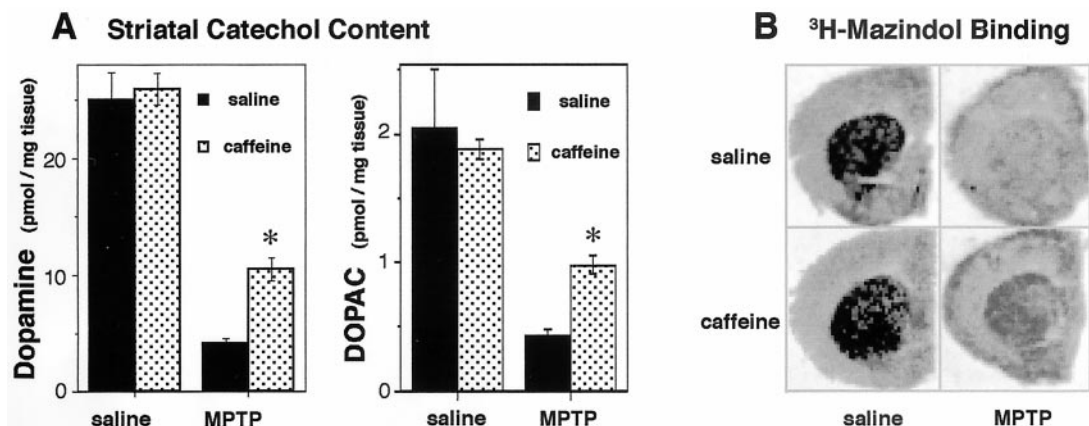 A Striatal Catechol Content
Dopamine (pmol / mg tissue)
20
10
0
saline
caffeine
*
saline MPTP
DOPAC (pmol / mg tissue)
2
1
0
saline
caffeine
*
saline MPTP
B ³H-Mazindol Binding
saline
caffeine
saline MPTP